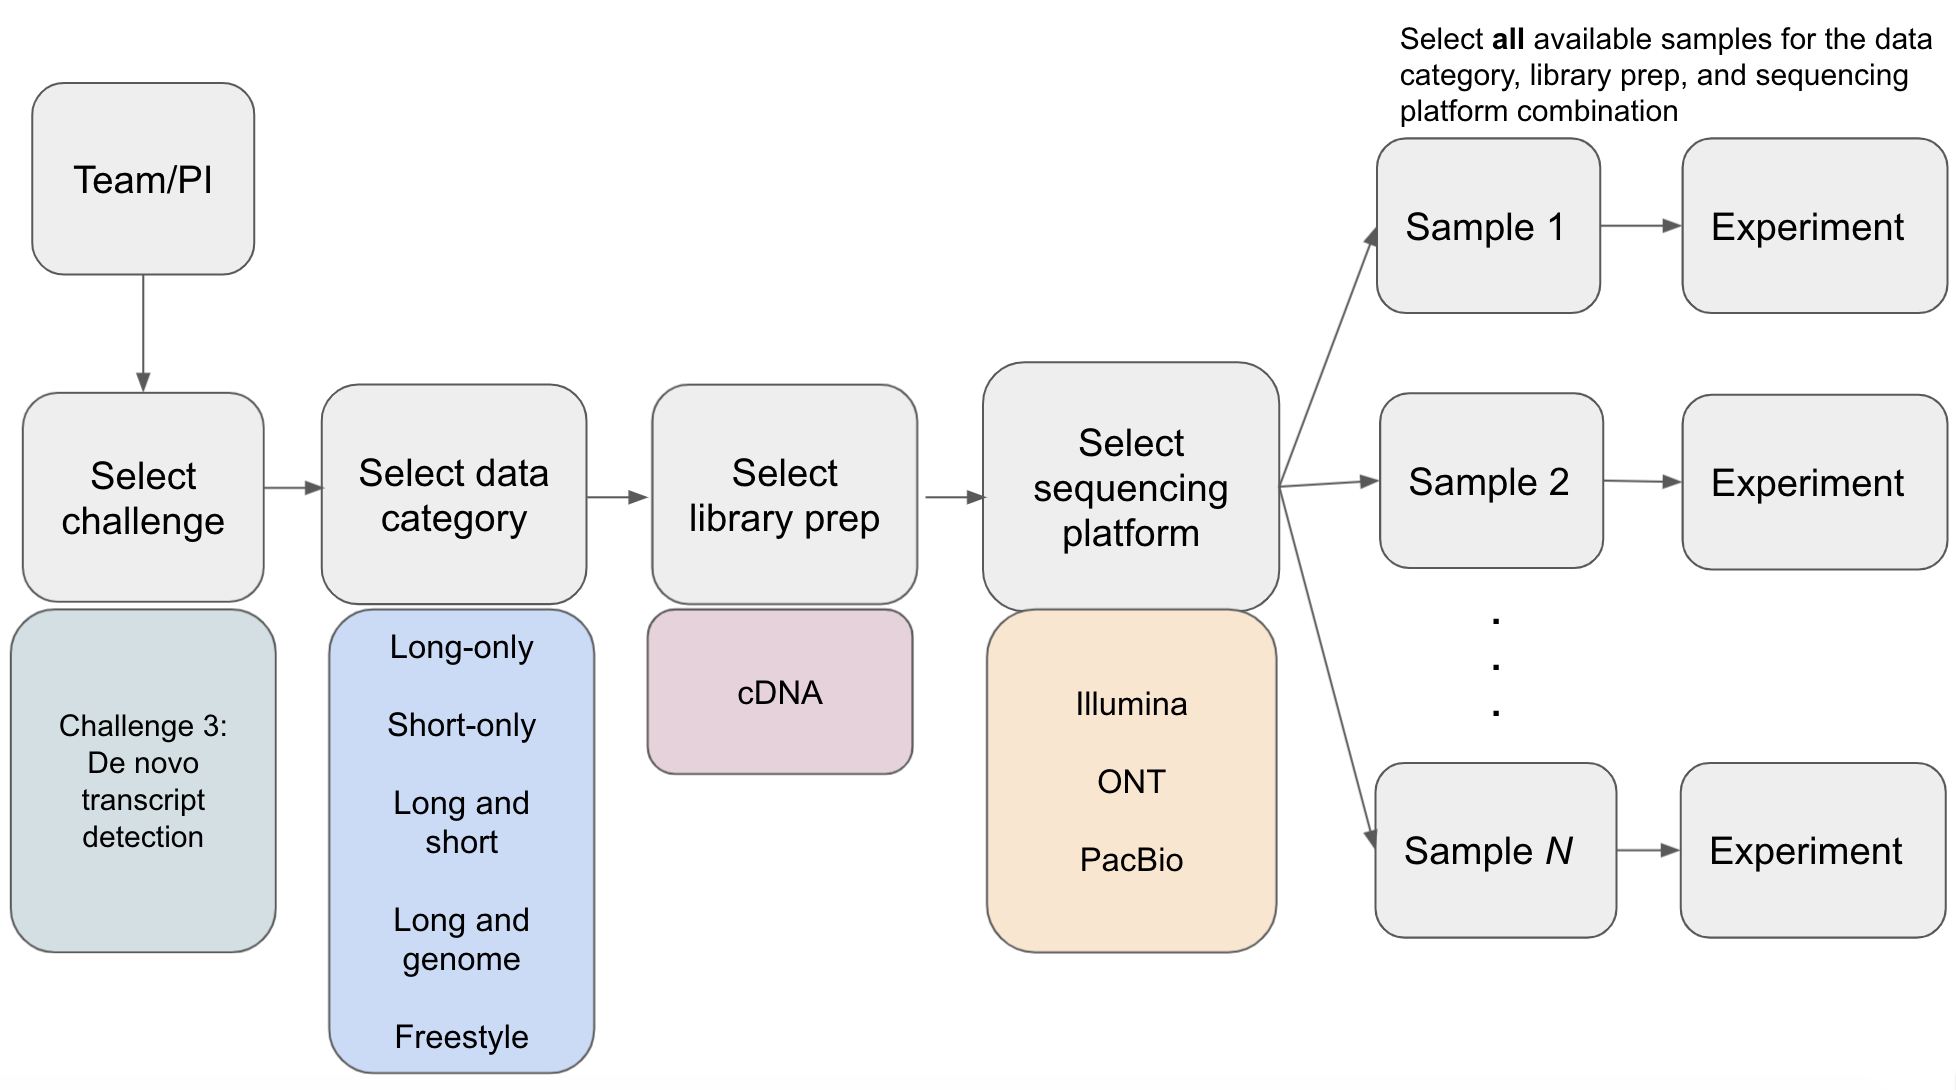 Select all available samples for the data
category, library prep, and sequencing
platform combination
Team/PI
Sample 1
Experiment
Select
challenge
Select data
category
Select
library prep
Select
sequencing
platform
Sample 2
Experiment
Challenge 3:
De novo
transcript
detection
Long-only
Short-only
Long and
short
Long and
genome
Freestyle
cDNA
Illumina
ONT
PacBio
.
.
.
Sample N
Experiment